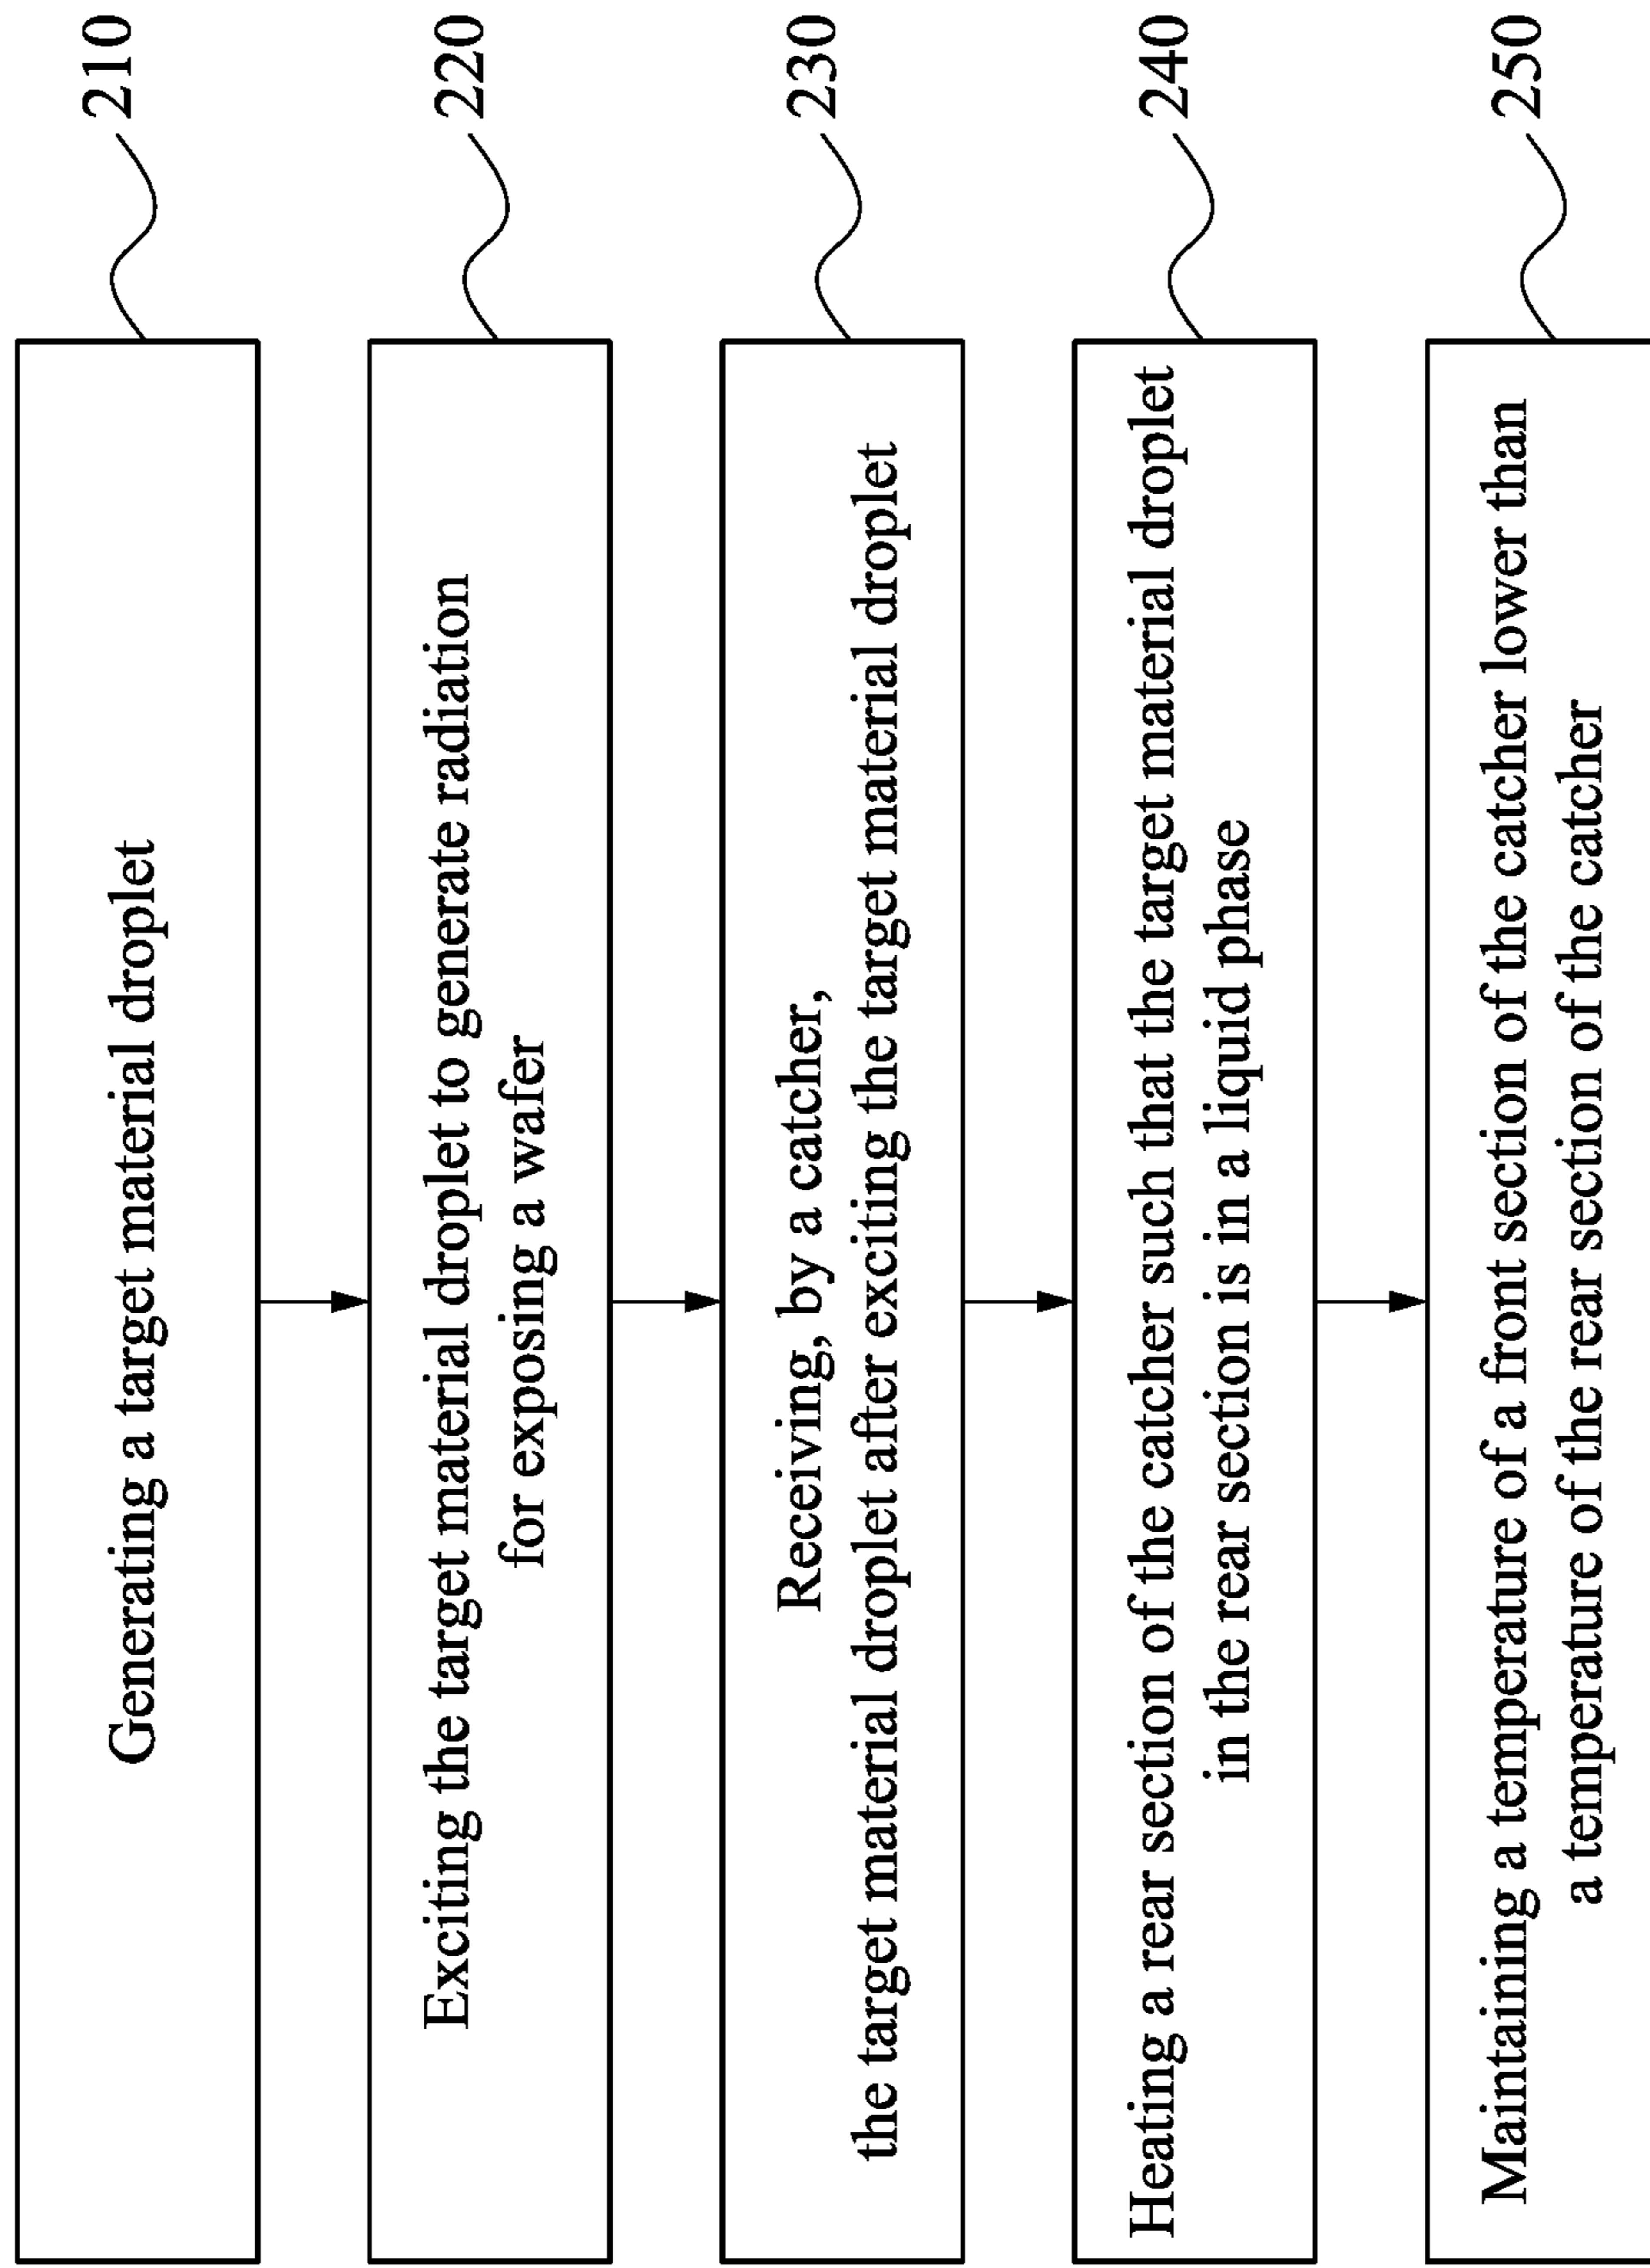 Generating a target material droplet
210
Exciting the target material droplet to generate radiation
for exposing a wafer
220
Receiving, by a catcher,
the target material droplet after exciting the target material droplet
230
Heating a rear section of the catcher such that the target material droplet
in the rear section is in a liquid phase
240
Maintaining a temperature of a front section of the catcher lower than
a temperature of the rear section of the catcher
250